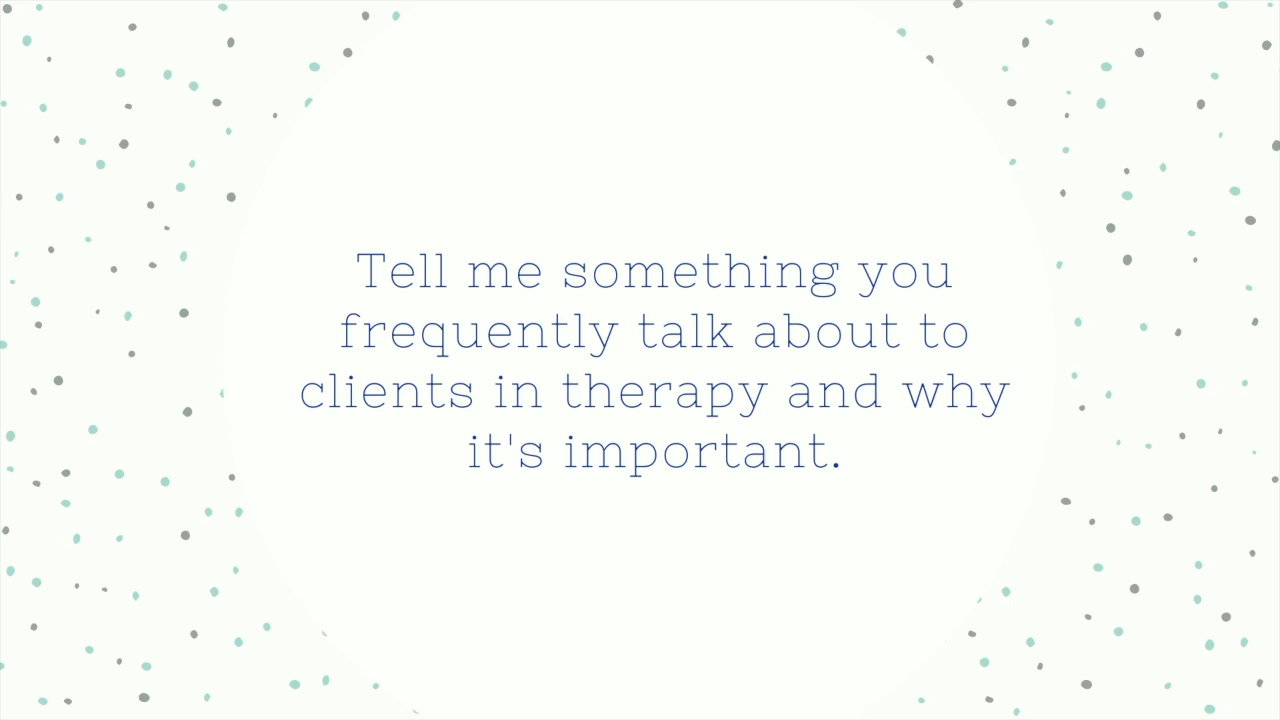 Tell me something you
frequently talk about to
clients in therapy and why
it's important.